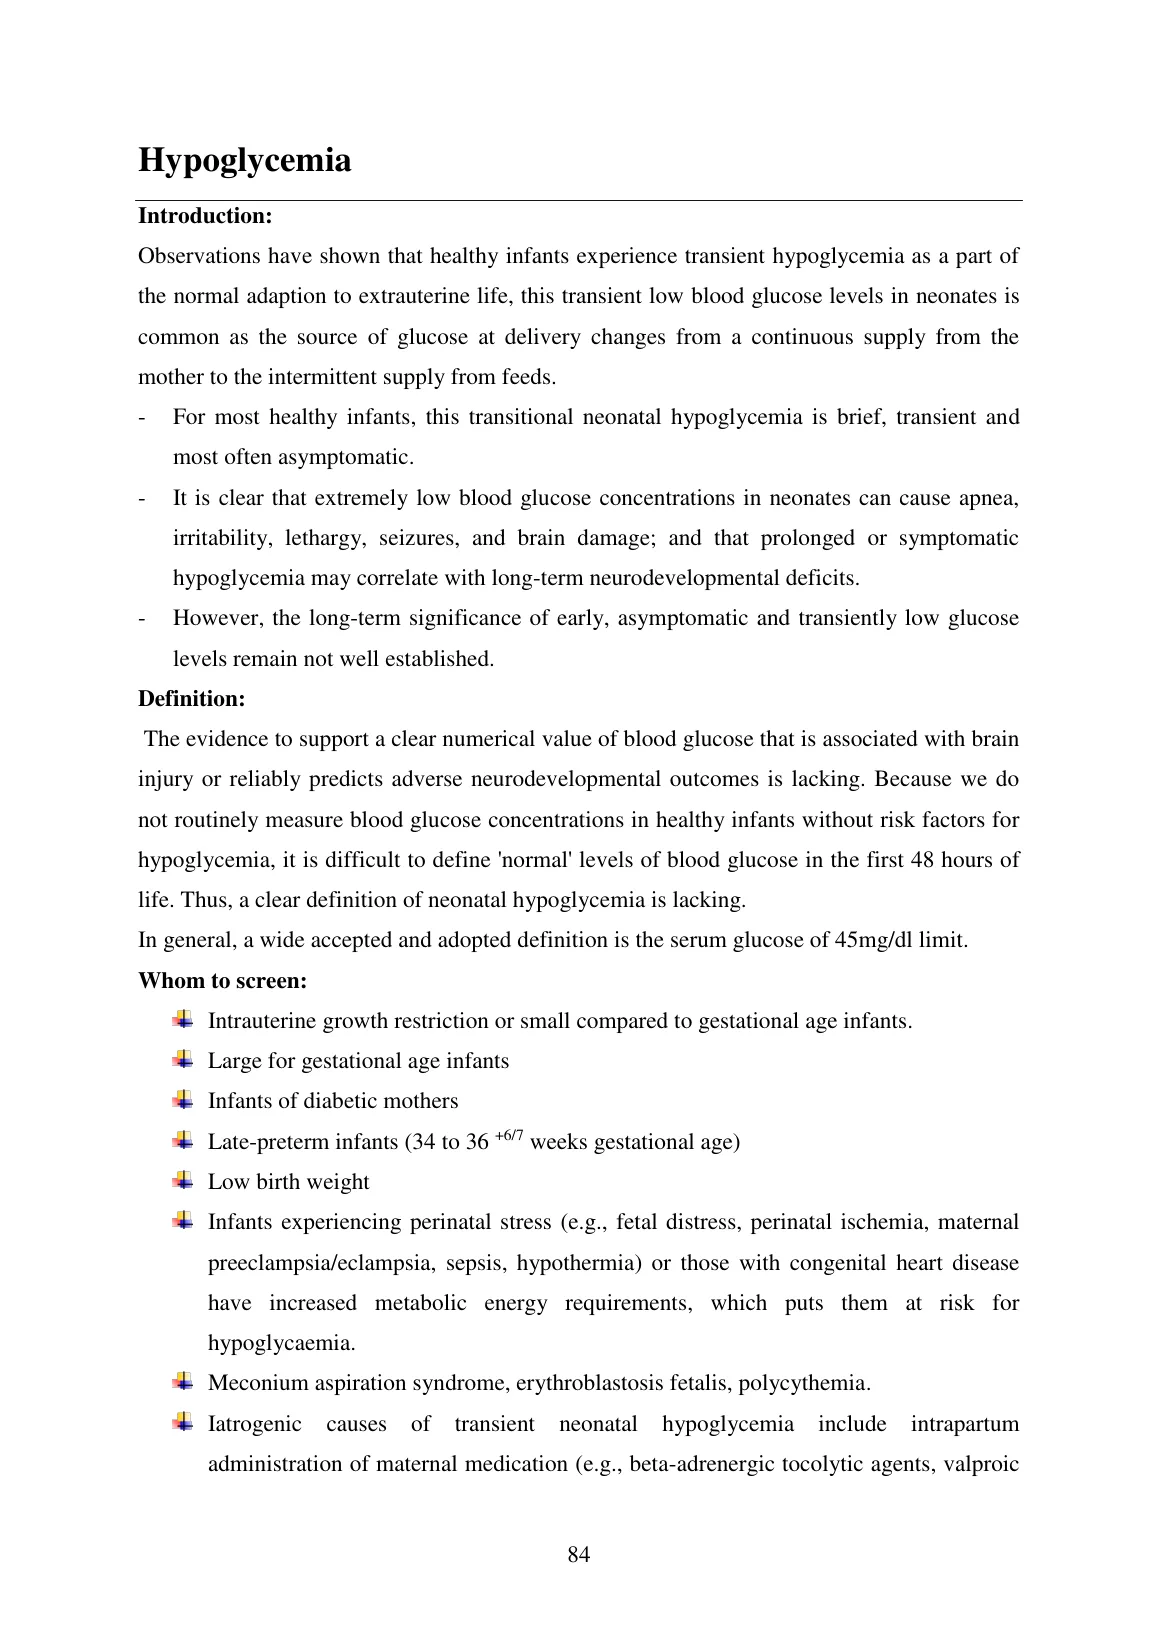 Hypoglycemia
Introduction:
Observations have shown that healthy infants experience transient hypoglycemia as a part of
the normal adaption to extrauterine life, this transient low blood glucose levels in neonates is
common as the source of glucose at delivery changes from a continuous supply from the
mother to the intermittent supply from feeds.
- For most healthy infants, this transitional neonatal hypoglycemia is brief, transient and
most often asymptomatic.
- It is clear that extremely low blood glucose concentrations in neonates can cause apnea,
irritability, lethargy, seizures, and brain damage; and that prolonged or symptomatic
hypoglycemia may correlate with long-term neurodevelopmental deficits.
- However, the long-term significance of early, asymptomatic and transiently low glucose
levels remain not well established.
Definition:
The evidence to support a clear numerical value of blood glucose that is associated with brain
injury or reliably predicts adverse neurodevelopmental outcomes is lacking. Because we do
not routinely measure blood glucose concentrations in healthy infants without risk factors for
hypoglycemia, it is difficult to define 'normal' levels of blood glucose in the first 48 hours of
life. Thus, a clear definition of neonatal hypoglycemia is lacking.
In general, a wide accepted and adopted definition is the serum glucose of 45mg/dl limit.
Whom to screen:
Intrauterine growth restriction or small compared to gestational age infants.
Large for gestational age infants
Infants of diabetic mothers
Late-preterm infants (34 to 36 +6/7 weeks gestational age)
Low birth weight
Infants experiencing perinatal stress (e.g., fetal distress, perinatal ischemia, maternal
preeclampsia/eclampsia, sepsis, hypothermia) or those with congenital heart disease
have increased metabolic energy requirements, which puts them at risk for
hypoglycaemia.
Meconium aspiration syndrome, erythroblastosis fetalis, polycythemia.
Iatrogenic causes of transient neonatal hypoglycemia include intrapartum
administration of maternal medication (e.g., beta-adrenergic tocolytic agents, valproic
84